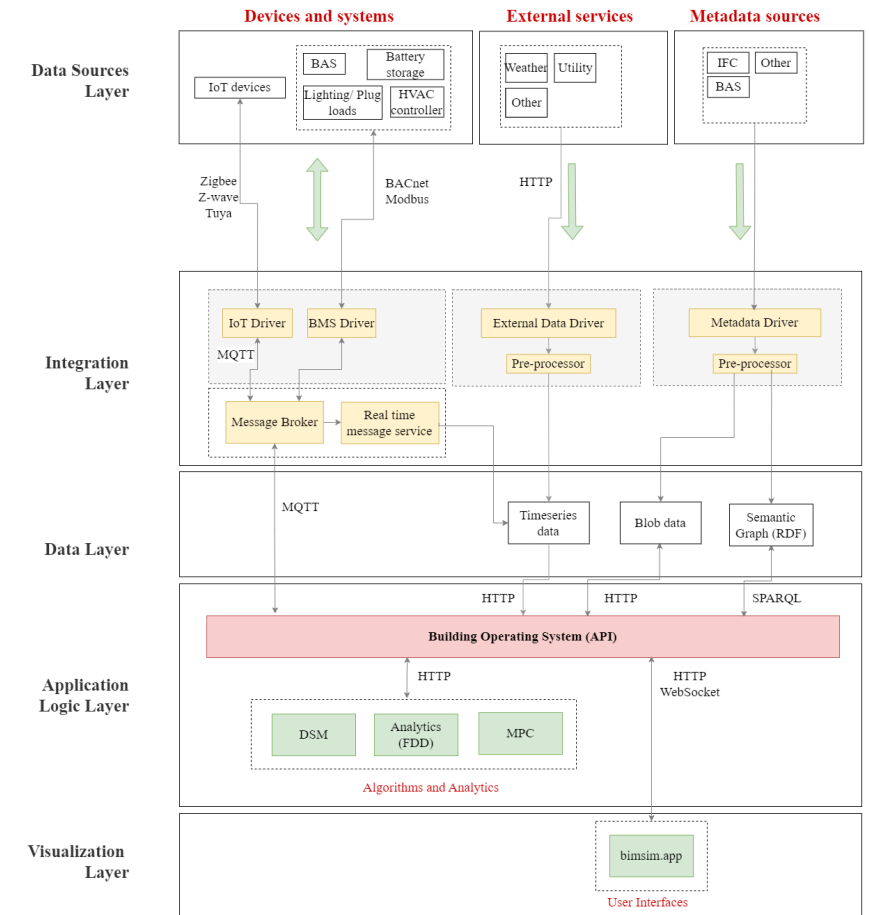 Devices and systems
External services
Metadata sources
Data Sources
Layer
IoT devices
BAS
Battery
storage
Lighting/ Plug
loads
HVAC
controller
Weather
Utility
Other
IFC
Other
BAS
Zigbee
Z-wave
Tuya
BACnet
Modbus
HTTP
Integration
Layer
IoT Driver
BMS Driver
External Data Driver
Metadata Driver
MQTT
Pre-processor
Pre-processor
Message Broker
Real time
message service
Data Layer
MQTT
Timeseries
data
Blob data
Semantic
Graph (RDF)
HTTP
HTTP
SPARQL
Building Operating System (API)
Application
Logic Layer
HTTP
HTTP
WebSocket
DSM
Analytics
(FDD)
MPC
Algorithms and Analytics
Visualization
Layer
bimsim.app
User Interfaces